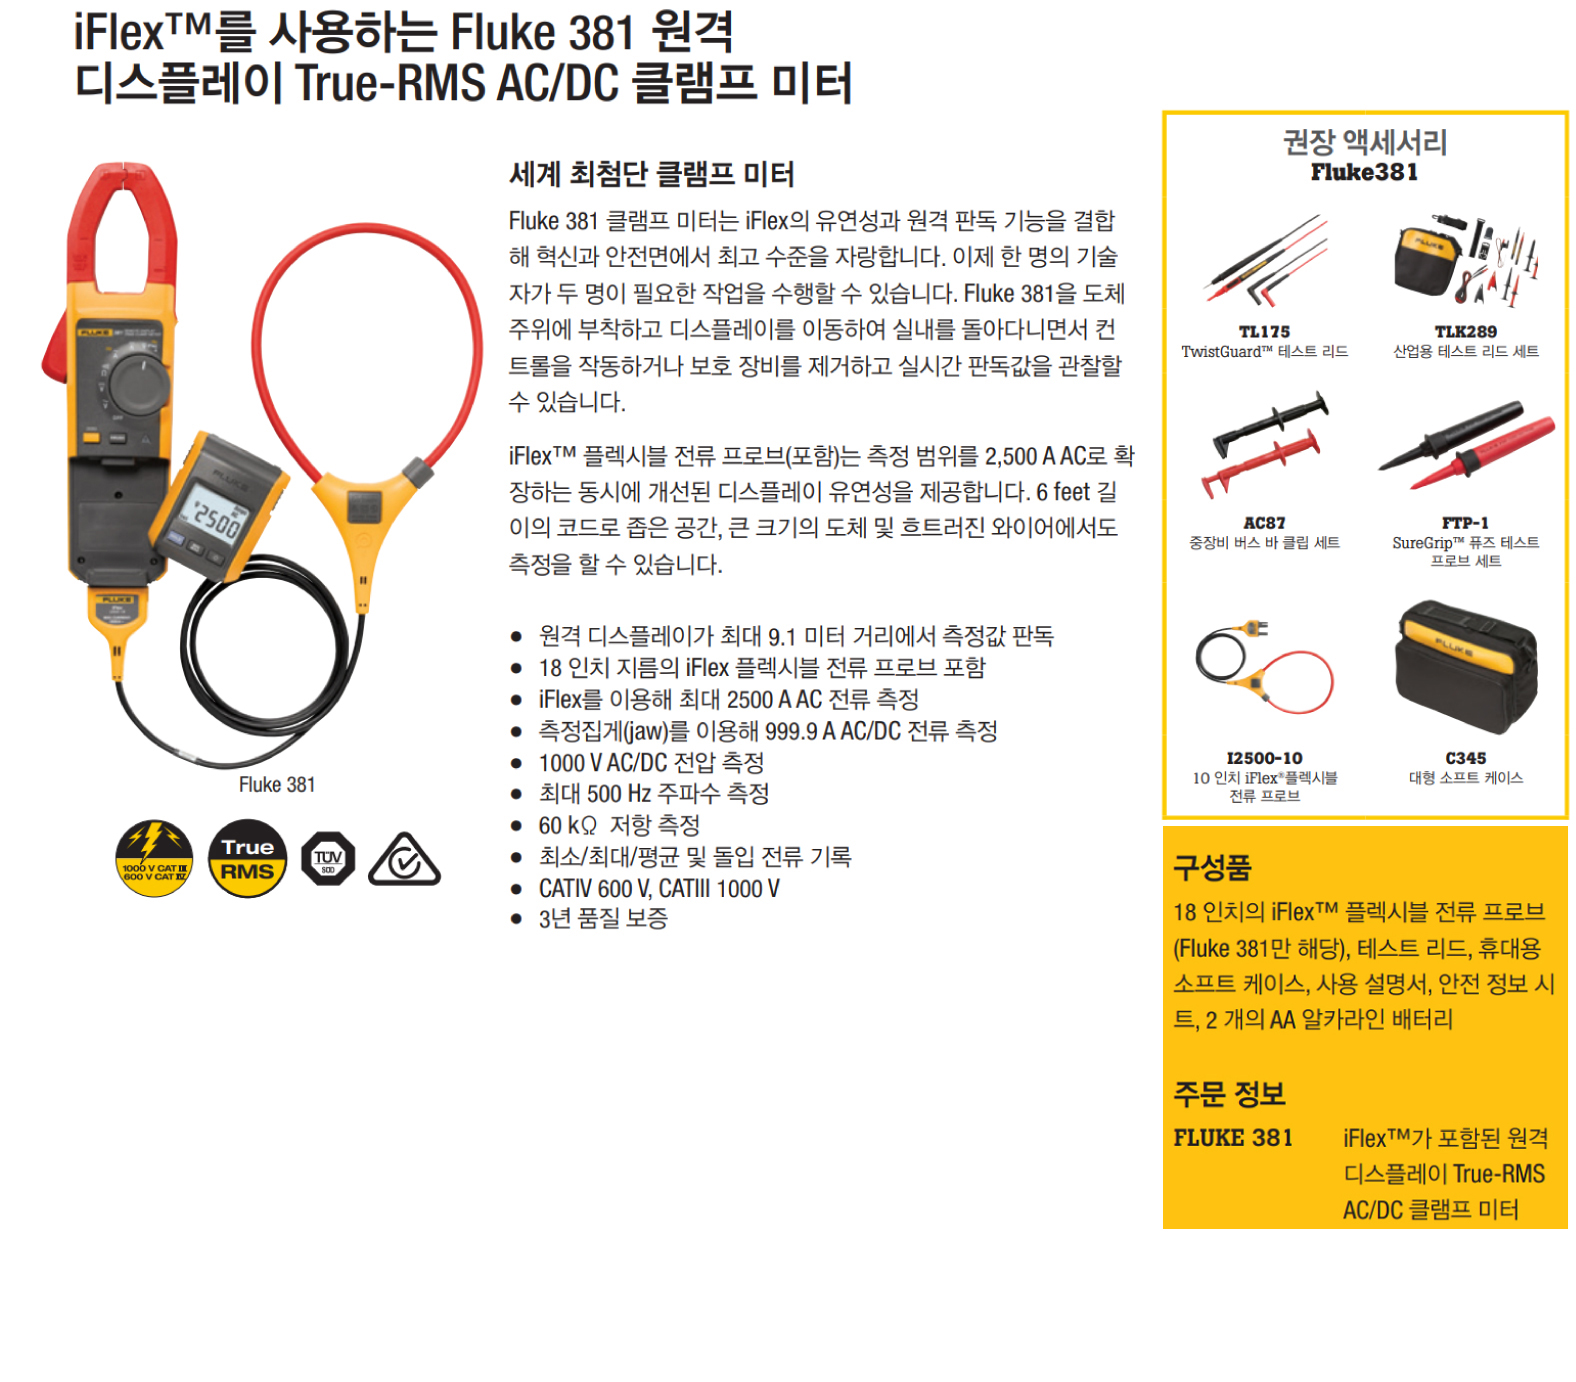 iFlex™를 사용하는 Fluke 381 원격
디스플레이 True-RMS AC/DC 클램프 미터
세계 최첨단 클램프 미터
Fluke 381 클램프 미터는 iFlex의 유연성과 원격 판독 기능을 결합
해 혁신과 안전면에서 최고 수준을 자랑합니다. 이제 한 명의 기술
자가 두 명이 필요한 작업을 수행할 수 있습니다. Fluke 381을 도체
주위에 부착하고 디스플레이를 이동하여 실내를 돌아다니면서 컨
트롤을 작동하거나 보호 장비를 제거하고 실시간 판독값을 관찰할
수 있습니다.
iFlex™ 플렉시블 전류 프로브(포함)는 측정 범위를 2,500 A AC로 확
장하는 동시에 개선된 디스플레이 유연성을 제공합니다. 6 feet 길
이의 코드로 좁은 공간, 큰 크기의 도체 및 흐트러진 와이어에서도
측정을 할 수 있습니다.
● 원격 디스플레이가 최대 9.1 미터 거리에서 측정값 판독
● 18 인치 지름의 iFlex 플렉시블 전류 프로브 포함
● iFlex를 이용해 최대 2500 A AC 전류 측정
● 측정집게(jaw)를 이용해 999.9 A AC/DC 전류 측정
● 1000 V AC/DC 전압 측정
● 최대 500 Hz 주파수 측정
● 60 kΩ 저항 측정
● 최소/최대/평균 및 돌입 전류 기록
● CATIV 600 V, CATIII 1000 V
● 3년 품질 보증
FLUKE
FLUKE
2500
FLUKE
Fluke 381
1000 V CAT III
600 V CAT IV
True
RMS
TÜV
SÜD
권장 액세서리
Fluke381
FLUKE
TL175
TwistGuard™ 테스트 리드
TLK289
산업용 테스트 리드 세트
AC87
중장비 버스 바 클립 세트
FTP-1
SureGrip™ 퓨즈 테스트
프로브 세트
FLUKE
I2500-10
10 인치 iFlex®플렉시블
전류 프로브
C345
대형 소프트 케이스
구성품
18 인치의 iFlex™ 플렉시블 전류 프로브
(Fluke 381만 해당), 테스트 리드, 휴대용
소프트 케이스, 사용 설명서, 안전 정보 시
트, 2 개의 AA 알카라인 배터리
주문 정보
FLUKE 381 iFlex™가 포함된 원격
디스플레이 True-RMS
AC/DC 클램프 미터